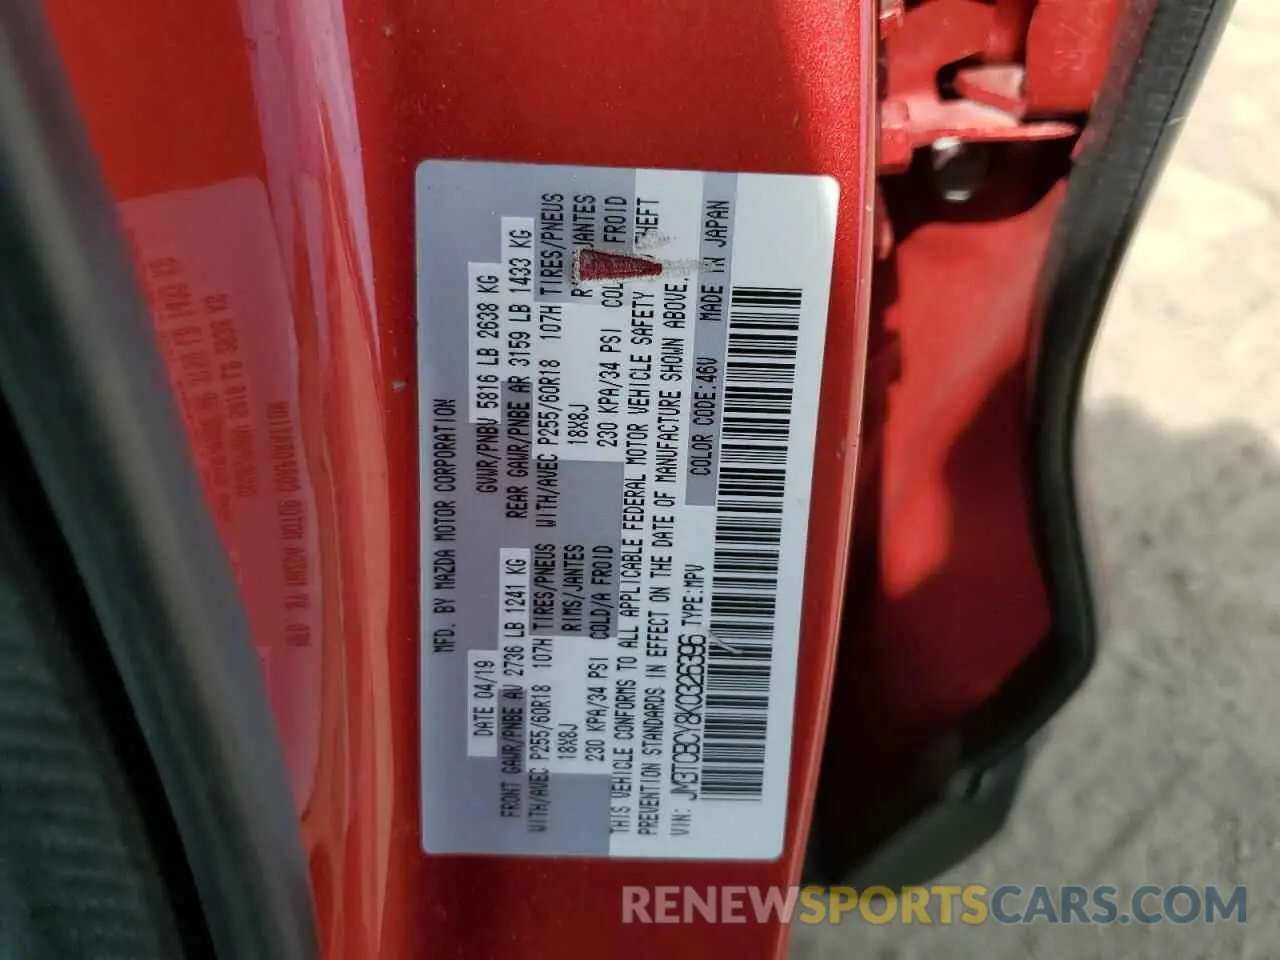 MFD. BY MAZDA MOTOR CORPORATION
DATE 04/19 GVWR/PNBV 5816 LB 2638 KG
FRONT GAWR/PNBE AV 2736 LB 1241 KG REAR GAWR/PNBE AR 3159 LB 1433 KG
WITH/AVEC P255/60R18 107H TIRES/PNEUS WITH/AVEC P255/60R18 107H TIRES/PNEUS
18X8J RIMS/JANTES 18X8J JANTES
230 KPA/34 PSI COLD/A FROID 230 KPA/34 PSI FROID
THIS VEHICLE CONFORMS TO ALL APPLICABLE FEDERAL MOTOR VEHICLE SAFETY
PREVENTION STANDARDS IN EFFECT ON THE DATE OF MANUFACTURE SHOWN ABOVE.
VIN: JM3TCBCY8K0326396 TYPE:MPV COLOR CODE:46V MADE IN JAPAN
RENEWSPORTSCARS.COM